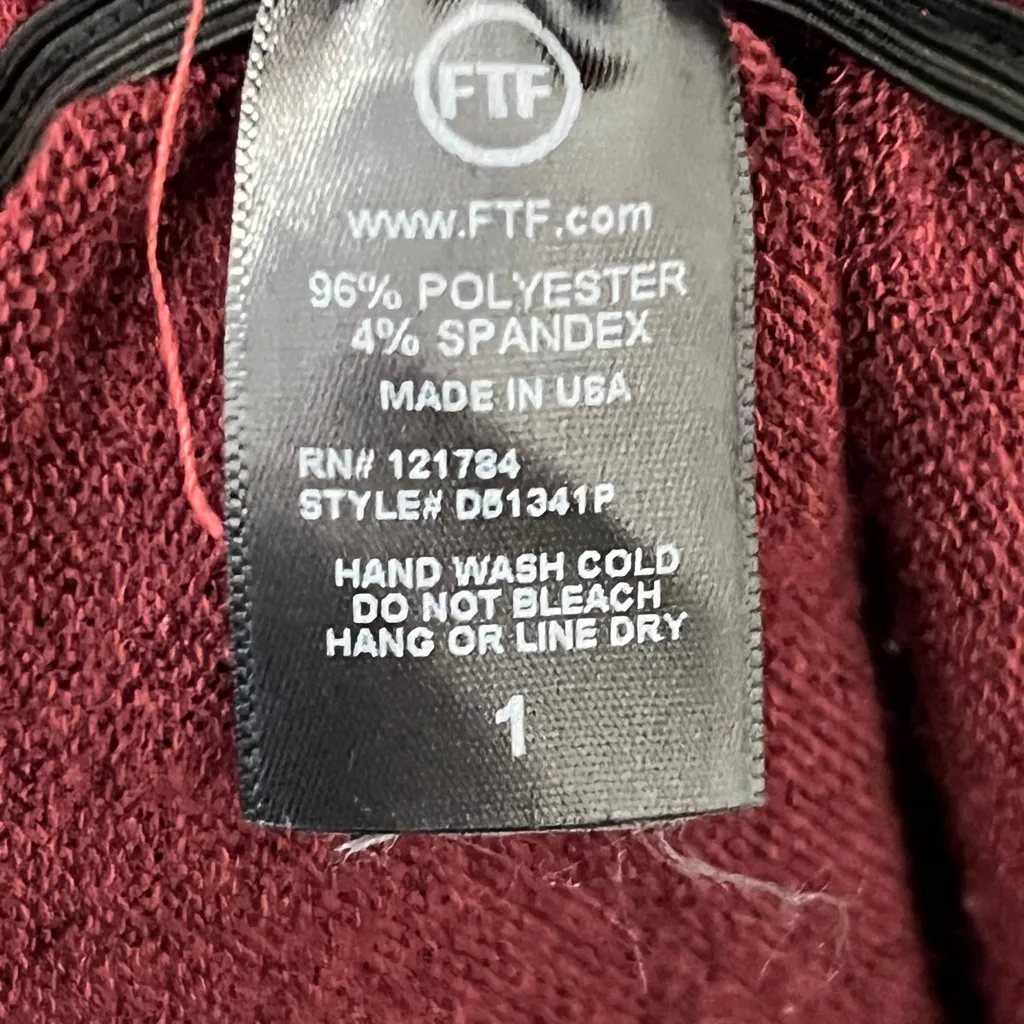 FTF
www.FTF.com
96% POLYESTER
4% SPANDEX
MADE IN USA
RN# 121784
STYLE# D51341P
HAND WASH COLD
DO NOT BLEACH
HANG OR LINE DRY
1